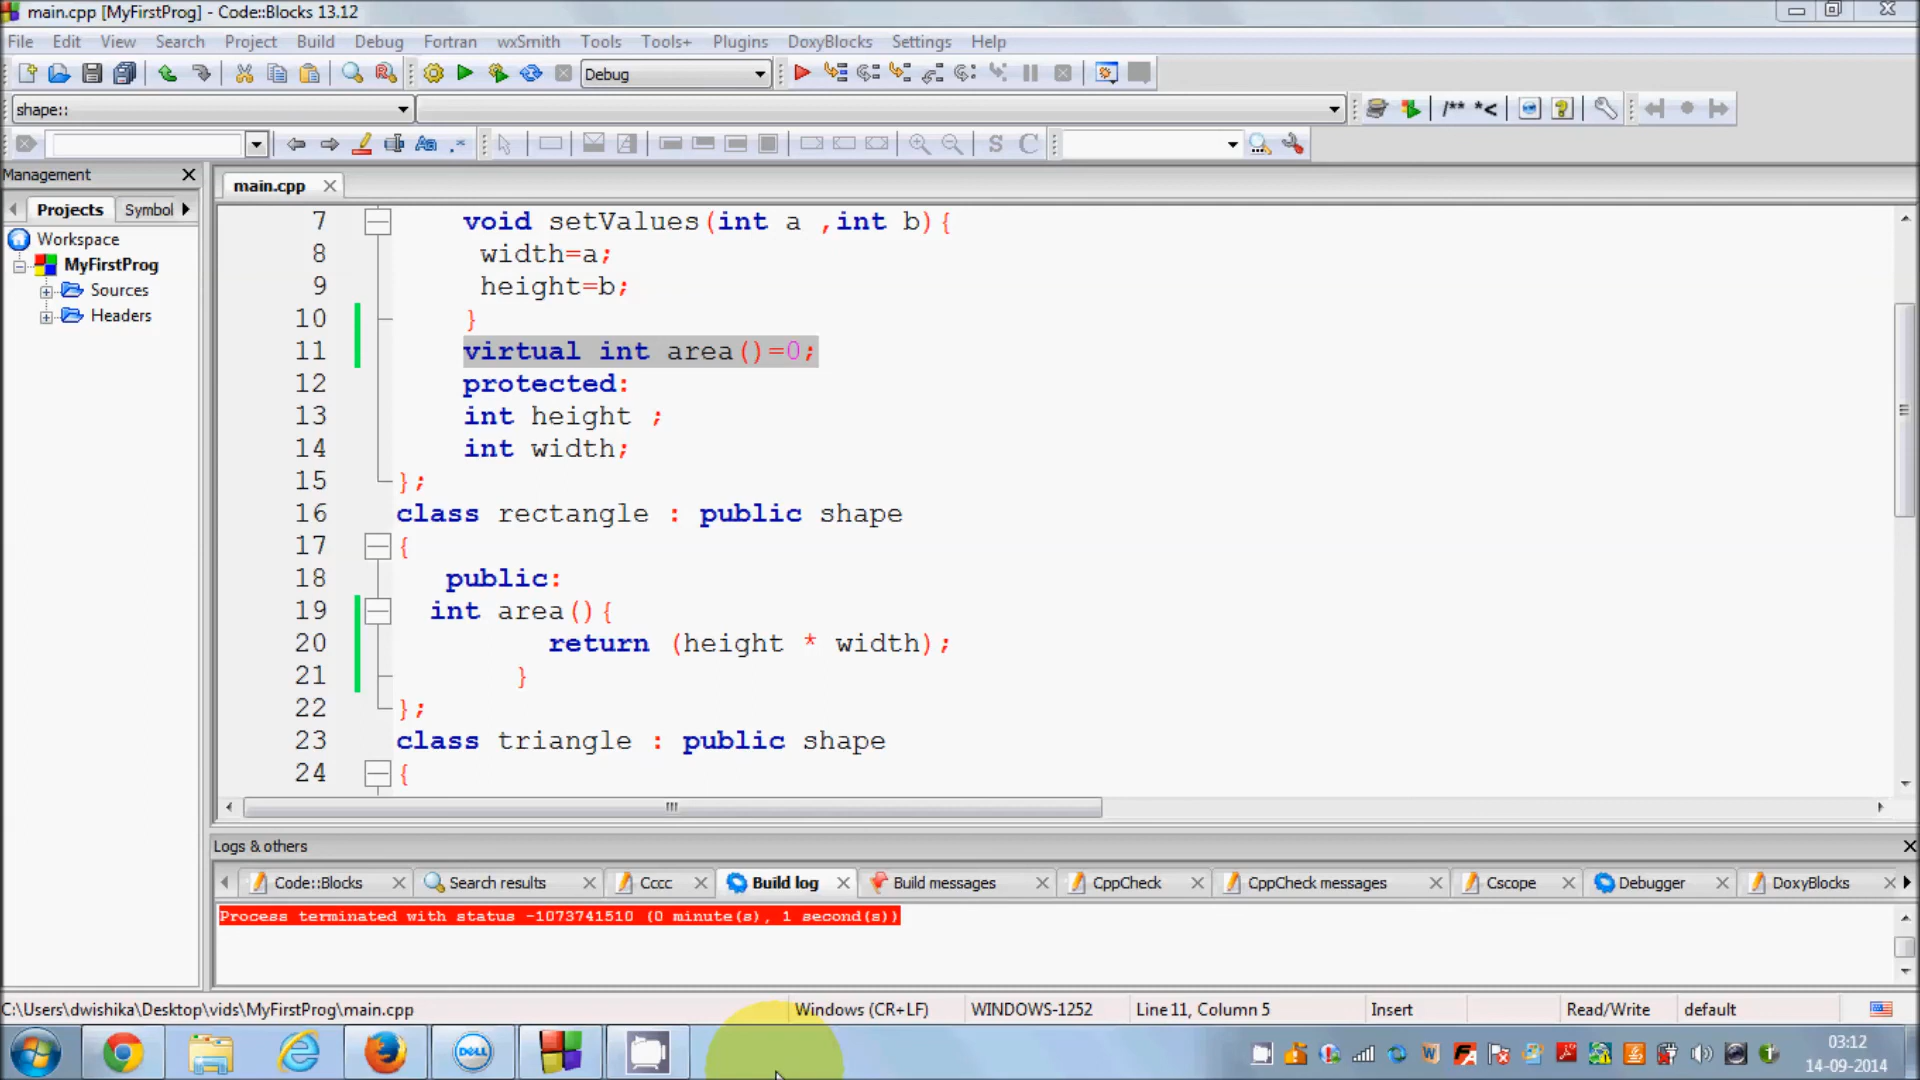 main.cpp [MyFirstProg] - Code::Blocks 13.12
File Edit View Search Project Build Debug Fortran wxSmith Tools Tools+ Plugins DoxyBlocks Settings Help
Debug
shape::
/** *<
S C
Management
main.cpp
Projects Symbol
Workspace
MyFirstProg
Sources
Headers
7 void setValues(int a ,int b){
8 width=a;
9 height=b;
10 }
11 virtual int area()=0;
12 protected:
13 int height ;
14 int width;
15 };
16 class rectangle : public shape
17 {
18 public:
19 int area(){
20 return (height * width);
21 }
22 };
23 class triangle : public shape
24 {
Logs & others
Code::Blocks Search results Cccc Build log Build messages CppCheck CppCheck messages Cscope Debugger DoxyBlocks
Process terminated with status -1073741510 (0 minute(s), 1 second(s))
C:\Users\dwishika\Desktop\vids\MyFirstProg\main.cpp Windows (CR+LF) WINDOWS-1252 Line 11, Column 5 Insert Read/Write default
DELL
03:12
14-09-2014